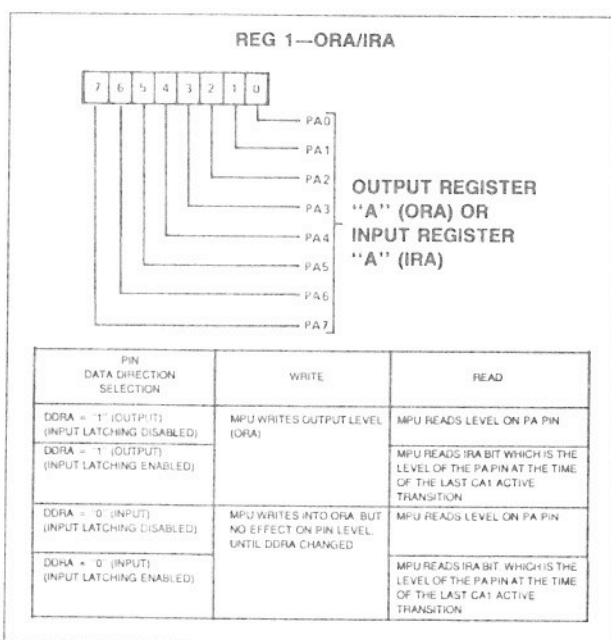 REG 1—ORA/IRA
7 6 5 4 3 2 1 0
PA0
PA1
PA2
PA3
PA4
PA5
PA6
PA7
OUTPUT REGISTER
"A" (ORA) OR
INPUT REGISTER
"A" (IRA)
PIN
DATA DIRECTION
SELECTION
WRITE
READ
DDRA = "1" (OUTPUT)
(INPUT LATCHING DISABLED)
MPU WRITES OUTPUT LEVEL
(ORA)
MPU READS LEVEL ON PA PIN
DDRA = "1" (OUTPUT)
(INPUT LATCHING ENABLED)
MPU READS IRA BIT WHICH IS THE
LEVEL OF THE PA PIN AT THE TIME
OF THE LAST CA1 ACTIVE
TRANSITION
DDRA = "0" (INPUT)
(INPUT LATCHING DISABLED)
MPU WRITES INTO ORA, BUT
NO EFFECT ON PIN LEVEL,
UNTIL DDRA CHANGED
MPU READS LEVEL ON PA PIN
DDRA = "0" (INPUT)
(INPUT LATCHING ENABLED)
MPU READS IRA BIT, WHICH IS THE
LEVEL OF THE PA PIN AT THE TIME
OF THE LAST CA1 ACTIVE
TRANSITION